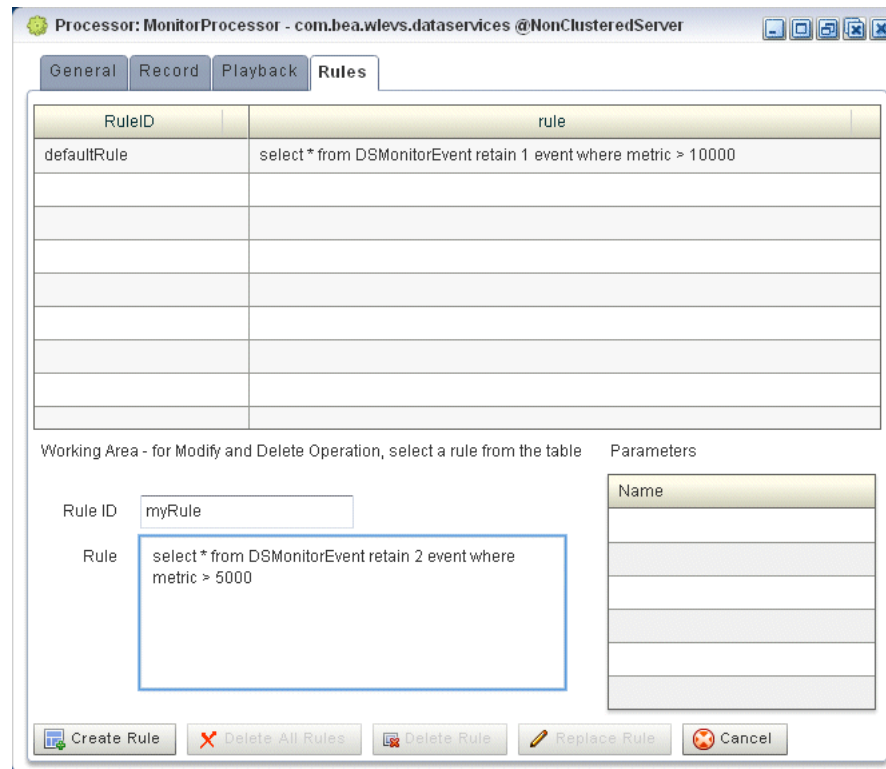 Processor: MonitorProcessor - com.bea.wlevs.dataservices @NonClusteredServer
General Record Playback Rules
RuleID rule
defaultRule select * from DSMonitorEvent retain 1 event where metric > 10000
Working Area - for Modify and Delete Operation, select a rule from the table Parameters
Name
Rule ID myRule
Rule select * from DSMonitorEvent retain 2 event where
metric > 5000
Create Rule Delete All Rules Delete Rule Replace Rule Cancel